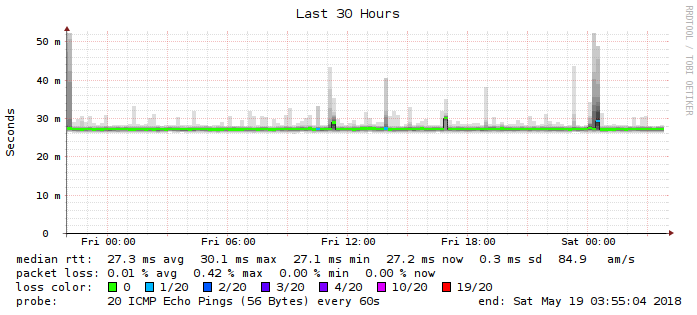 Last 30 Hours
RRDTOOL / TOBI OETIKER
Seconds
50 m
40 m
30 m
20 m
10 m
0
Fri 00:00 Fri 06:00 Fri 12:00 Fri 18:00 Sat 00:00
median rtt: 27.3 ms avg 30.1 ms max 27.1 ms min 27.2 ms now 0.3 ms sd 84.9 am/s
packet loss: 0.01 % avg 0.42 % max 0.00 % min 0.00 % now
loss color: 0 1/20 2/20 3/20 4/20 10/20 19/20
probe: 20 ICMP Echo Pings (56 Bytes) every 60s end: Sat May 19 03:55:04 2018